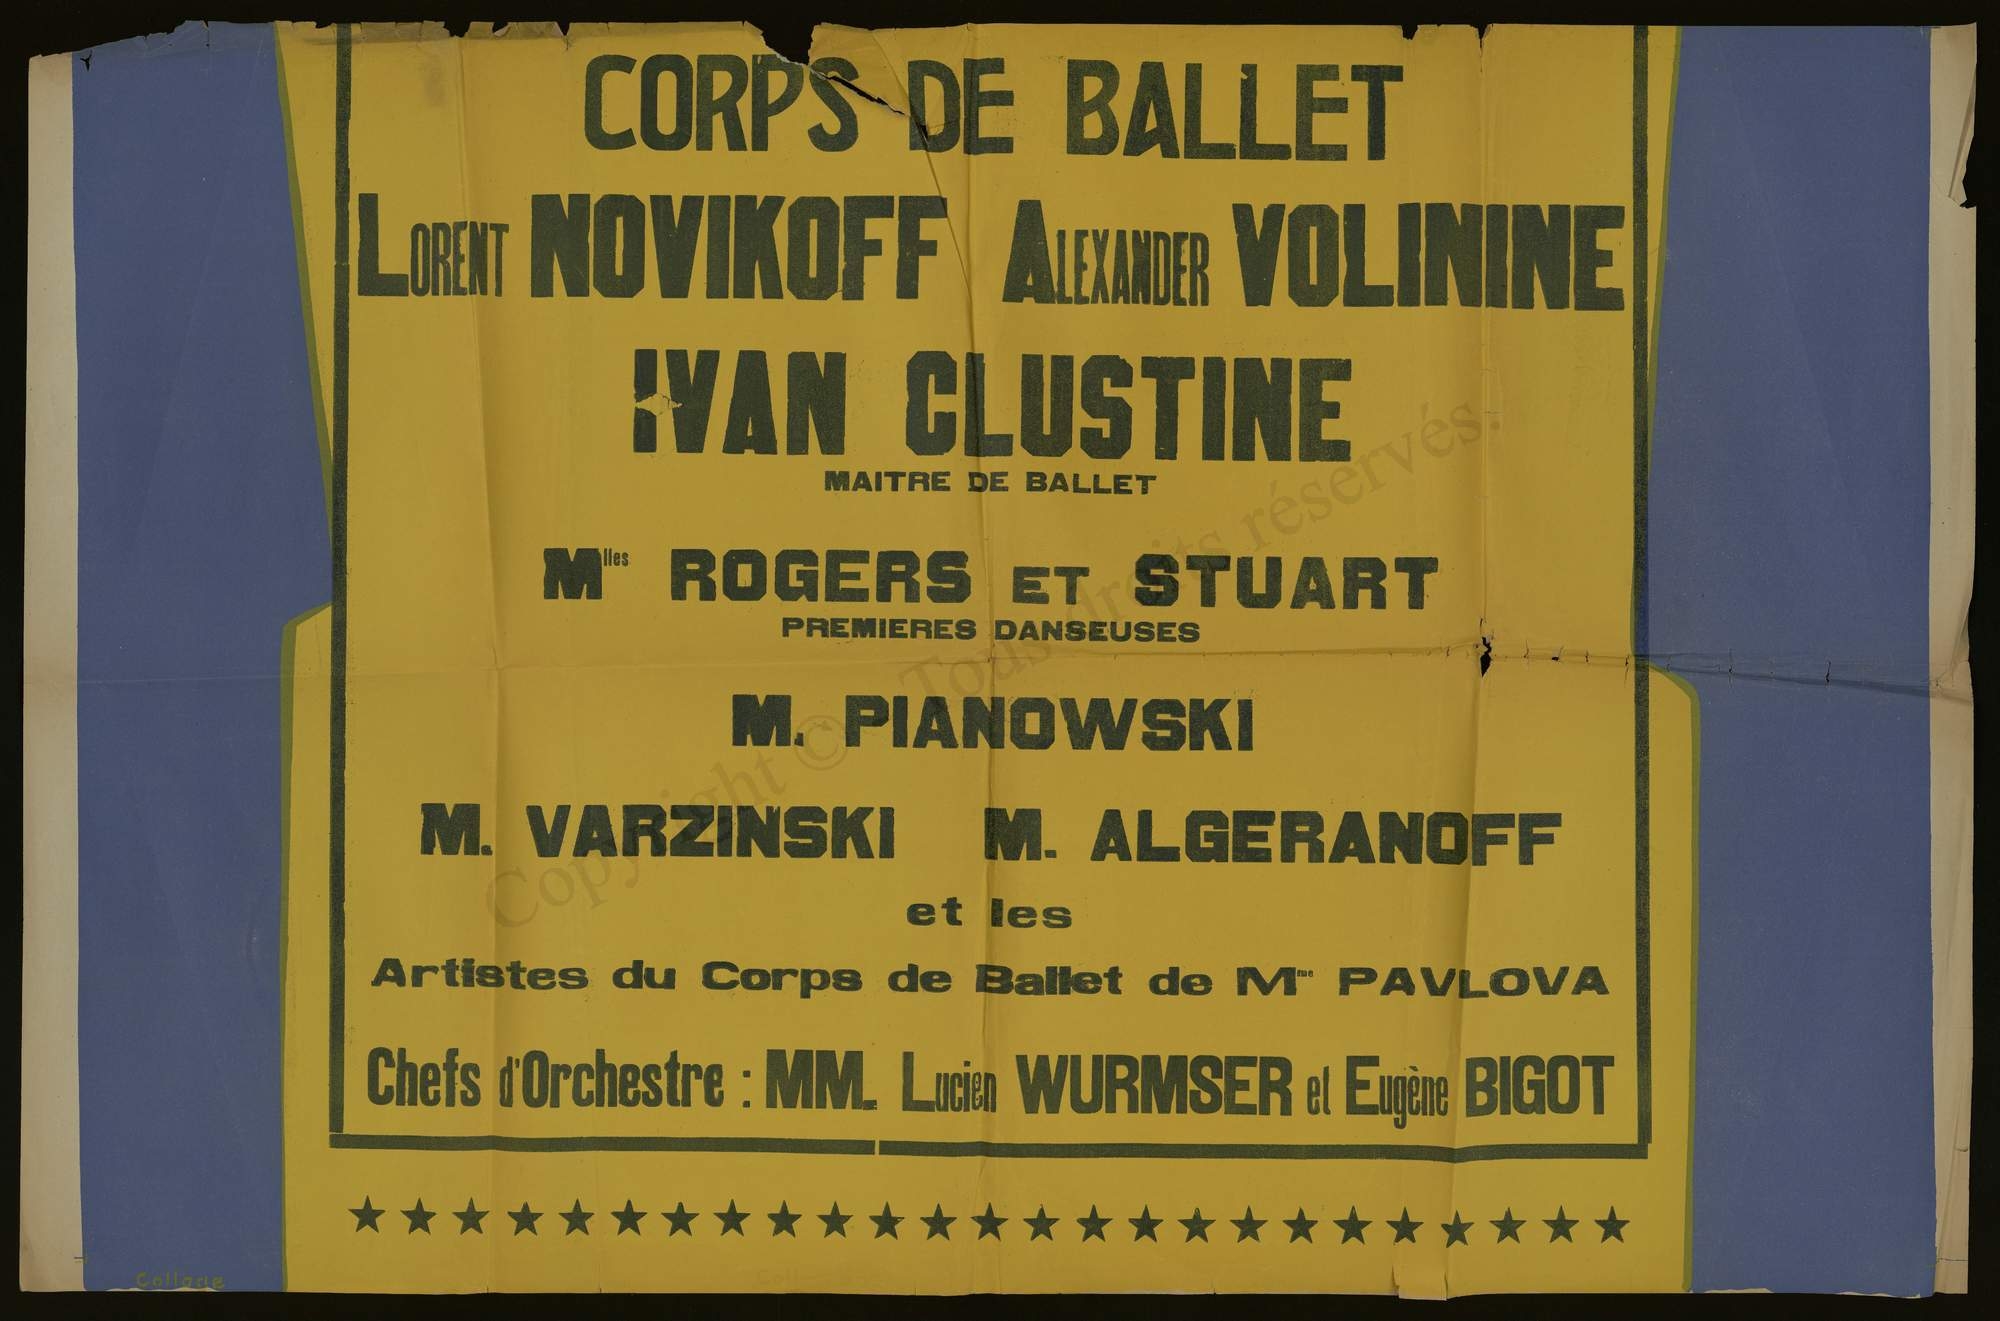 CORPS DE BALLET
LORENT NOVIKOFF ALEXANDER VOLININE
IVAN CLUSTINE
MAITRE DE BALLET
Mlles ROGERS ET STUART
PREMIERES DANSEUSES
M. PIANOWSKI
M. VARZINSKI M. ALGERANOFF
et les
Artistes du Corps de Ballet de Mme PAVLOVA
Chefs d'Orchestre : MM. Lucien WURMSER et Eugène BIGOT
Collage
Copyright © Tous droits réservés.